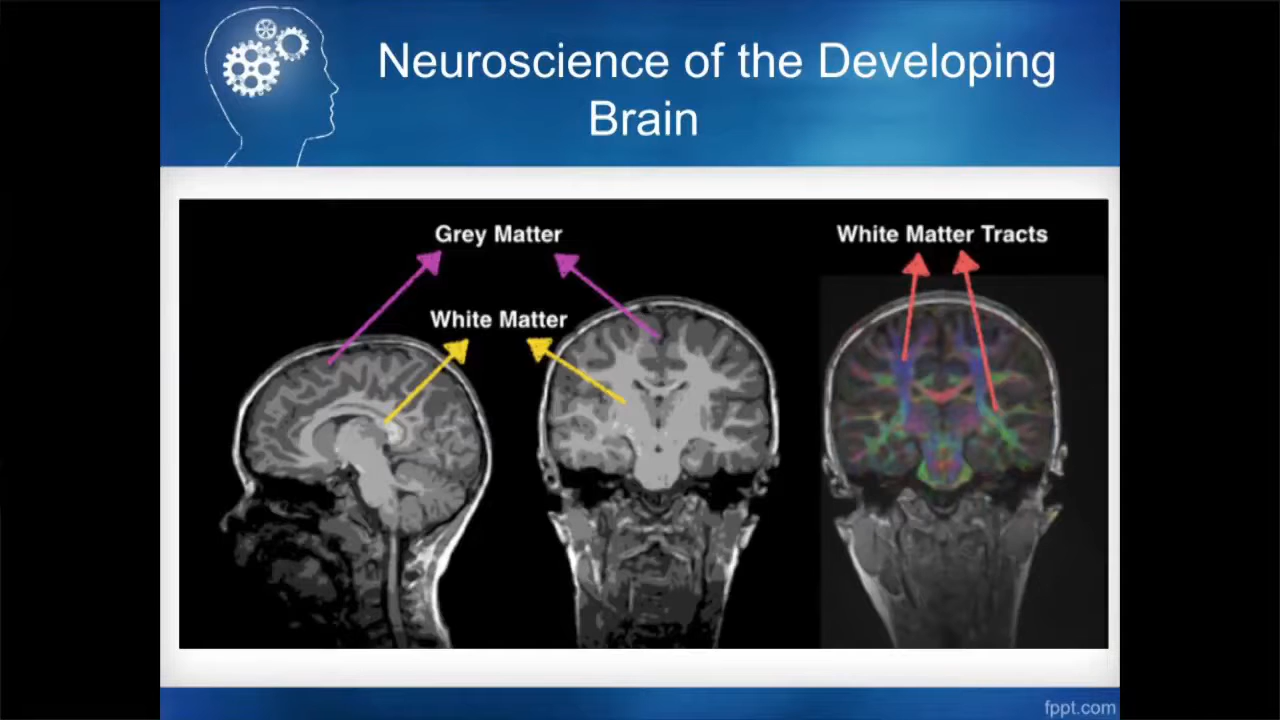 Neuroscience of the Developing
Brain
Grey Matter
White Matter Tracts
White Matter
fppt.com